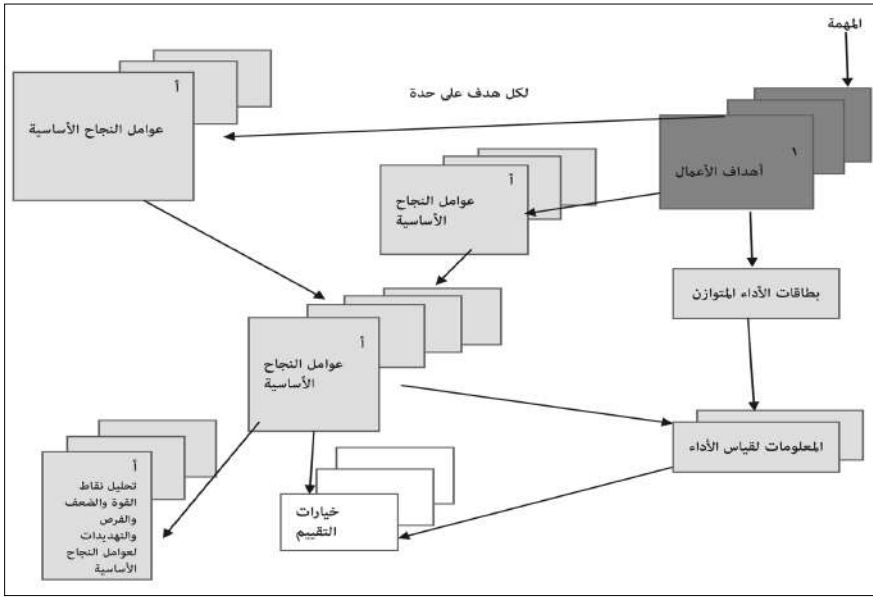 المهمة
لكل هدف على حدة
١
أهداف الأعمال
أ
عوامل النجاح الأساسية
أ
عوامل النجاح
الأساسية
بطاقات الأداء المتوازن
أ
عوامل النجاح
الأساسية
المعلومات لقياس الأداء
خيارات
التقييم
أ
تحليل نقاط
القوة والضعف
والفرص
والتهديدات
لعوامل النجاح
الأساسية